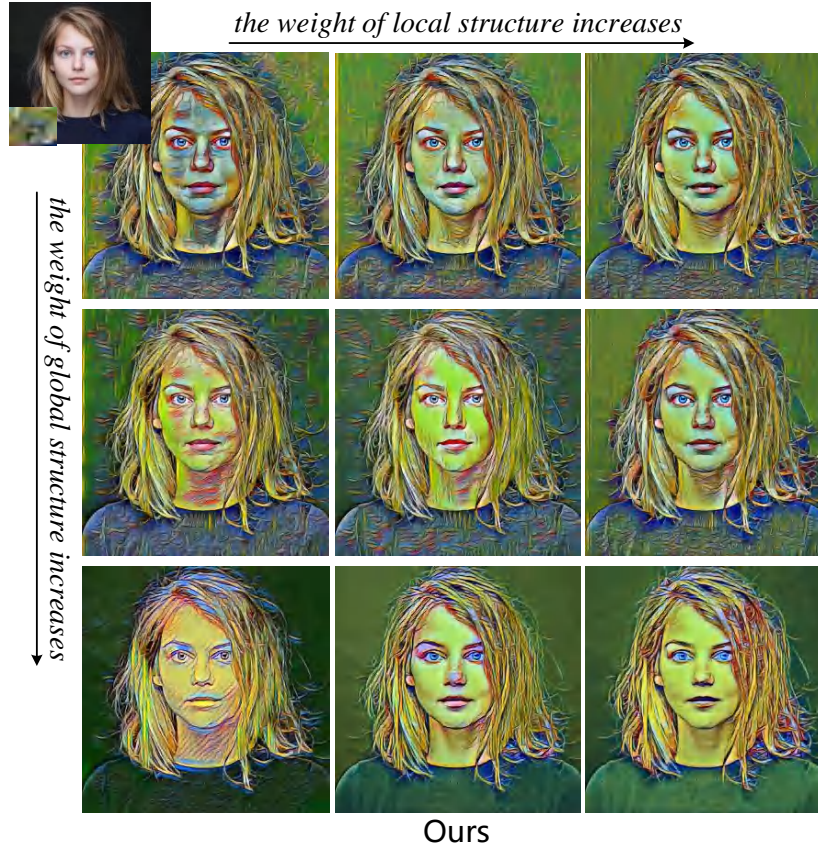 the weight of local structure increases
the weight of global structure increases
Ours